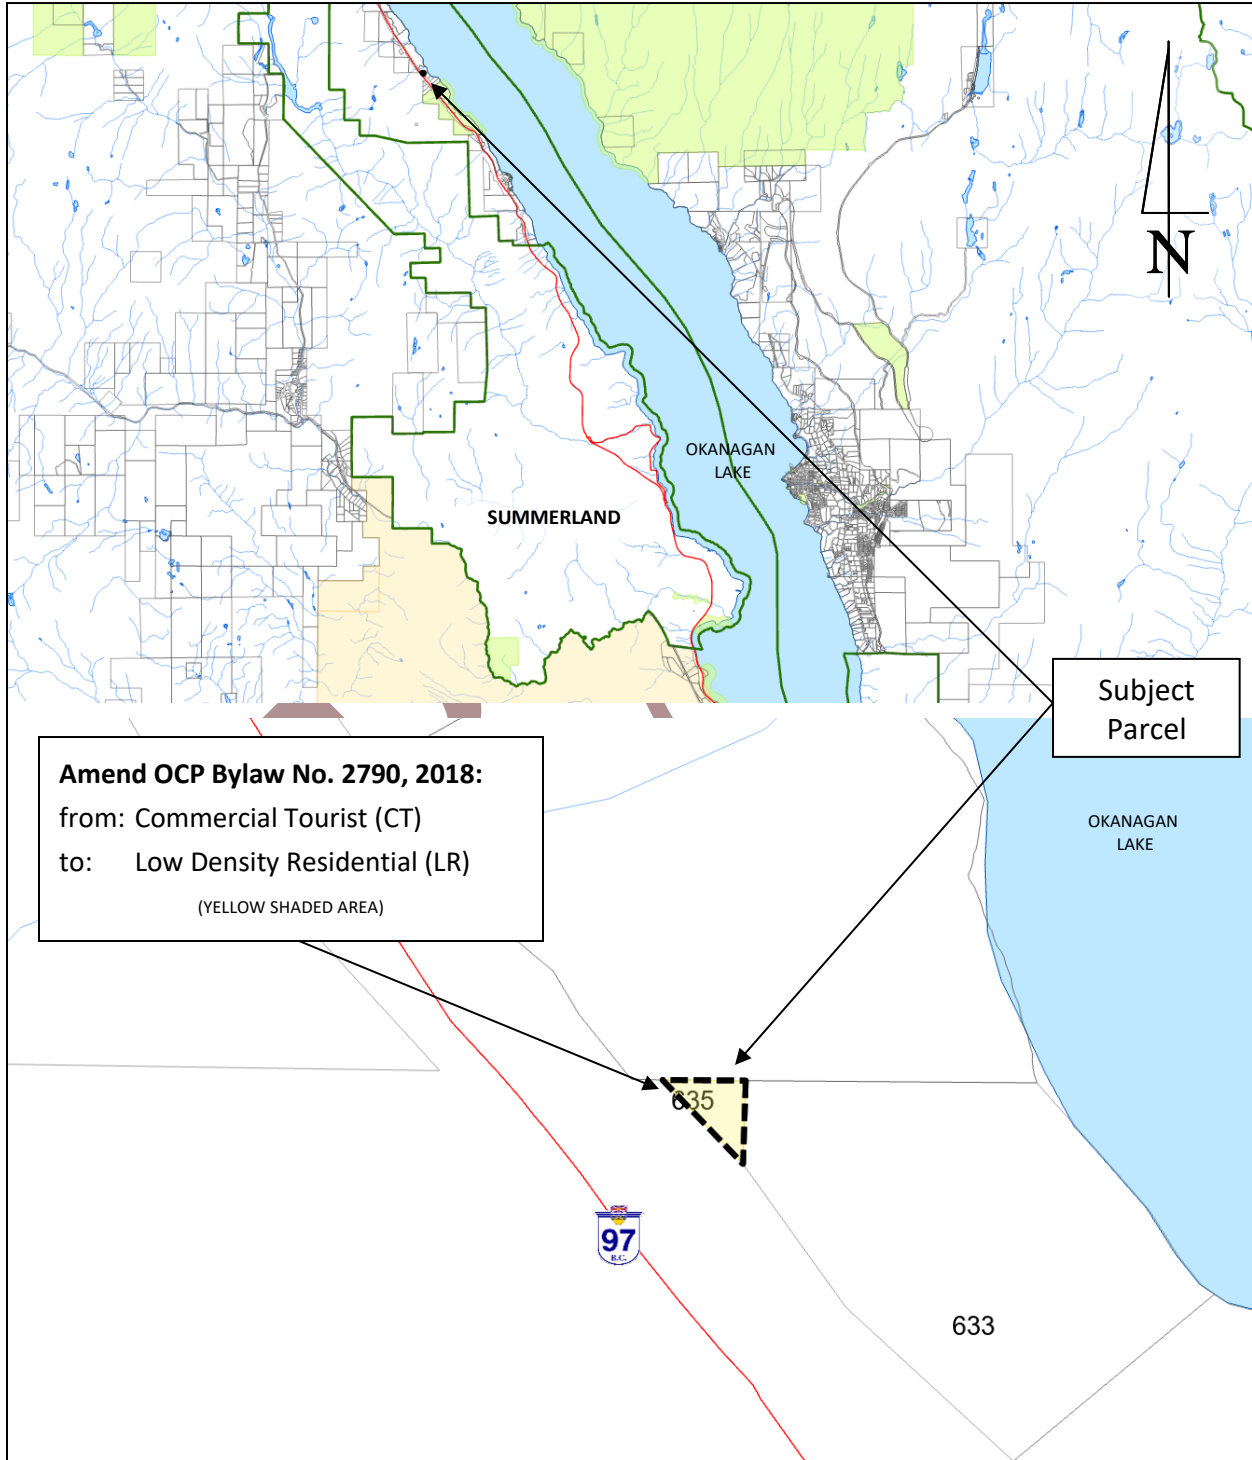 N
OKANAGAN
LAKE
SUMMERLAND
Subject
Parcel
Amend OCP Bylaw No. 2790, 2018:
from: Commercial Tourist (CT)
to: Low Density Residential (LR)
(YELLOW SHADED AREA)
OKANAGAN
LAKE
635
97
B.C.
633